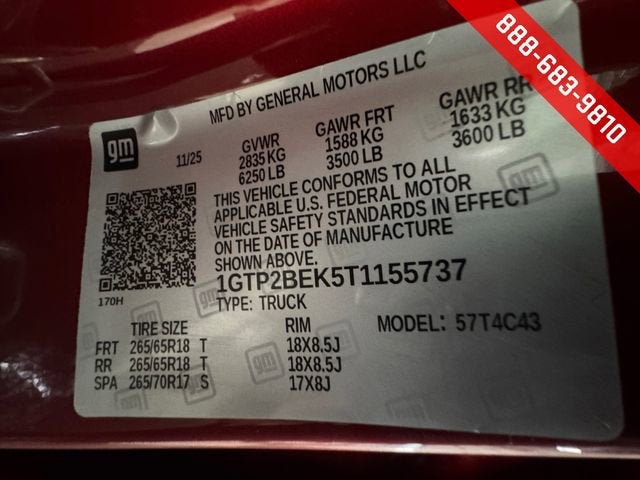 888-683-9810
MFD BY GENERAL MOTORS LLC
gm
11/25
GVWR GAWR FRT GAWR RR
2835 KG 1588 KG 1633 KG
6250 LB 3500 LB 3600 LB
THIS VEHICLE CONFORMS TO ALL
APPLICABLE U.S. FEDERAL MOTOR
VEHICLE SAFETY STANDARDS IN EFFECT
ON THE DATE OF MANUFACTURE
SHOWN ABOVE.
1GTP2BEK5T1155737
170H
TYPE: TRUCK
TIRE SIZE RIM MODEL: 57T4C43
FRT 265/65R18 T 18X8.5J
RR 265/65R18 T 18X8.5J
SPA 265/70R17 S 17X8J